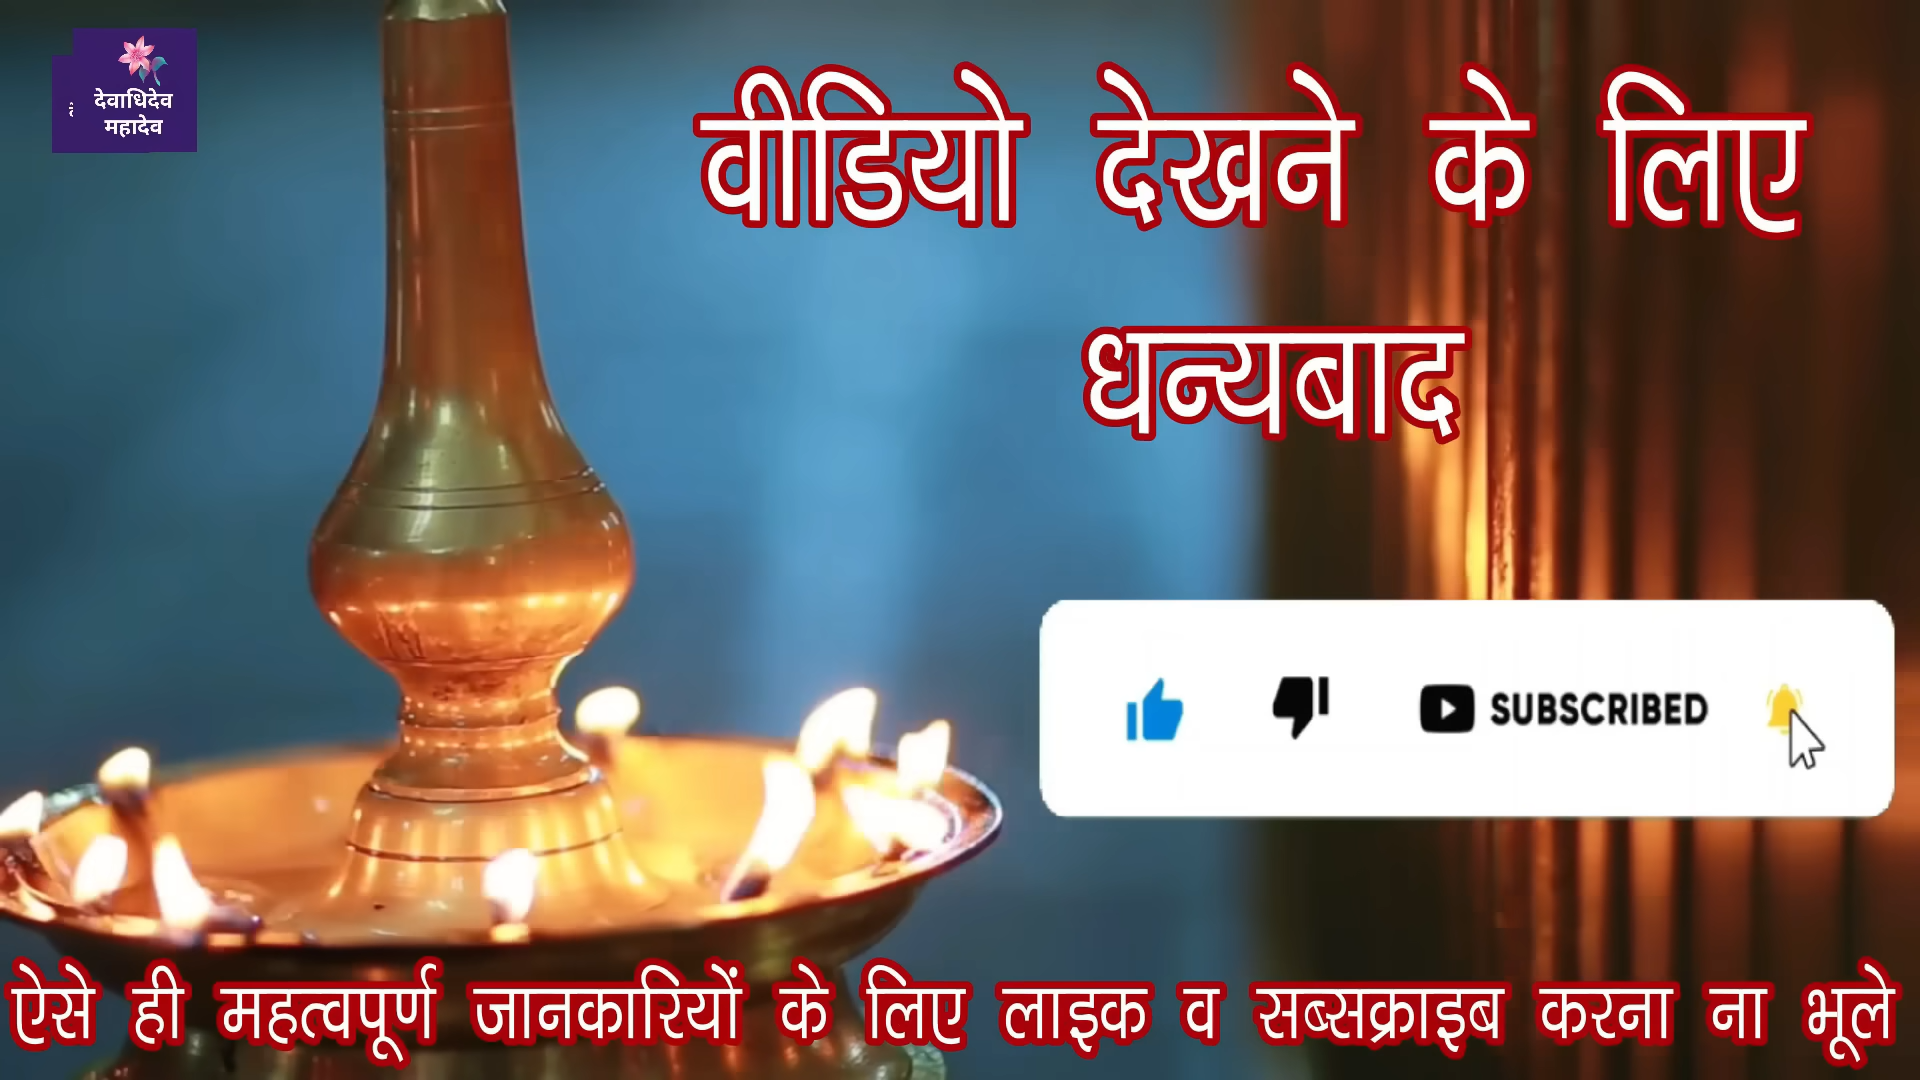 देवाधिदेव
महादेव
वीडियो देखने के लिए
धन्यबाद
SUBSCRIBED
ऐसे ही महत्वपूर्ण जानकारियों के लिए लाइक व सब्सक्राइब करना ना भूले